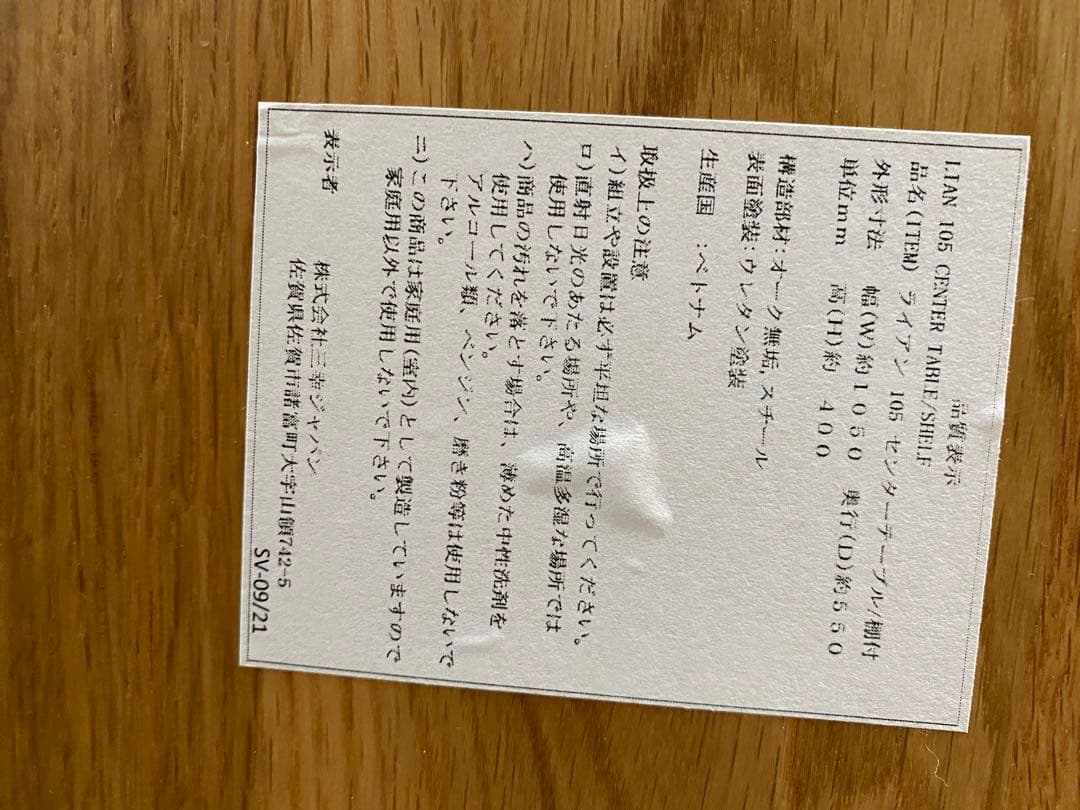 品質表示
LIAN 105 CENTER TABLE/SHELF
品名(ITEM) ライアン 105 センターテーブル/棚付
外形寸法 幅(W)約1050 奥行(D)約550
単位mm 高(H)約 400
構造部材:オーク無垢, スチール
表面塗装:ウレタン塗装
生産国 :ベトナム
取扱上の注意
イ)組立や設置は必ず平坦な場所で行ってください。
ロ)直射日光のあたる場所や、高温多湿な場所では
使用しないで下さい。
ハ)商品の汚れを落とす場合は、薄めた中性洗剤を
使用してください。
アルコール類、ベンジン、磨き粉等は使用しないで
下さい。
ニ)この商品は家庭用(室内)として製造していますので
家庭用以外で使用しないで下さい。
表示者 株式会社三幸ジャパン
佐賀県佐賀市諸富町大字山領742-5
SV-09/21